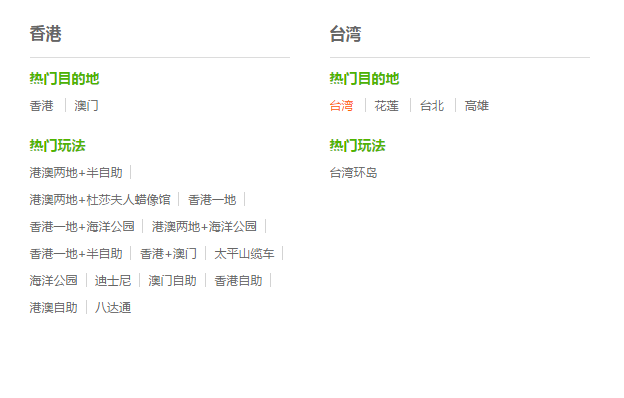 香港
热门目的地
香港 澳门
热门玩法
港澳两地+半自助
港澳两地+杜莎夫人蜡像馆 香港一地
香港一地+海洋公园 港澳两地+海洋公园
香港一地+半自助 香港+澳门 太平山缆车
海洋公园 迪士尼 澳门自助 香港自助
港澳自助 八达通
台湾
热门目的地
台湾 花莲 台北 高雄
热门玩法
台湾环岛